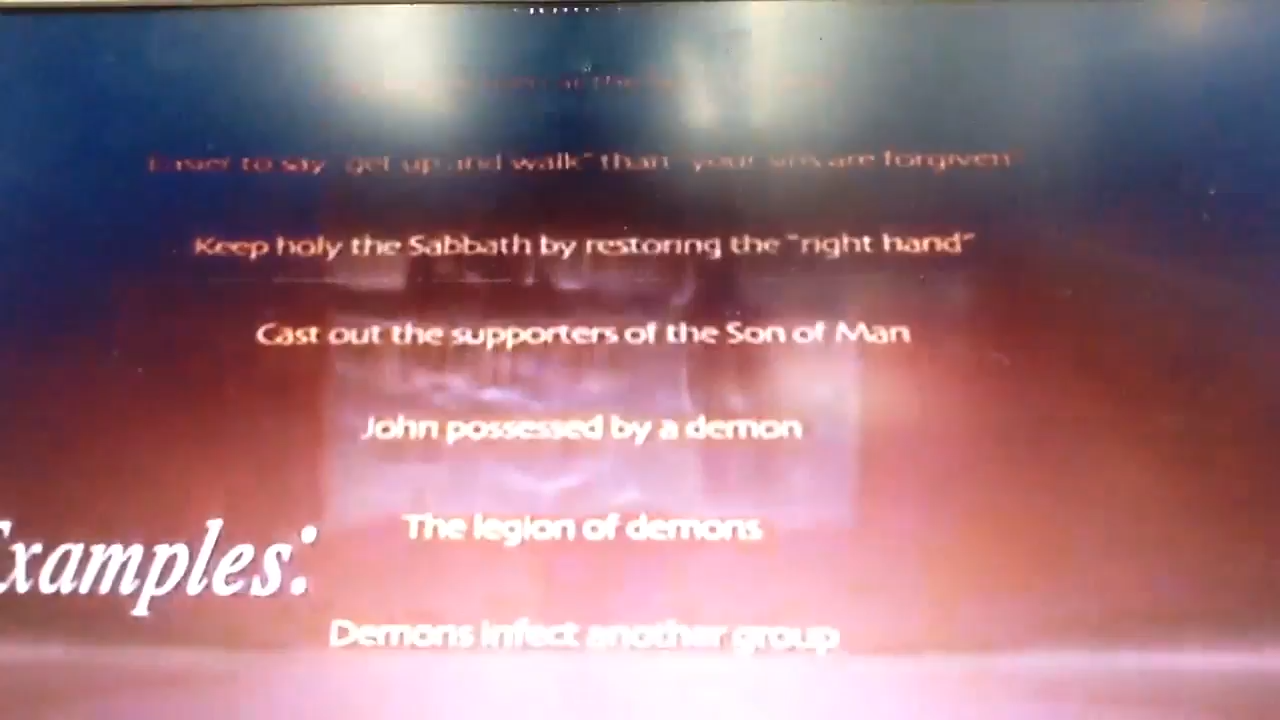 at the
Easier to say "get up and walk" than "your sins are forgiven"
Keep holy the Sabbath by restoring the "right hand"
Cast out the supporters of the Son of Man
John possessed by a demon
The legion of demons
Examples:
Demons infect another group